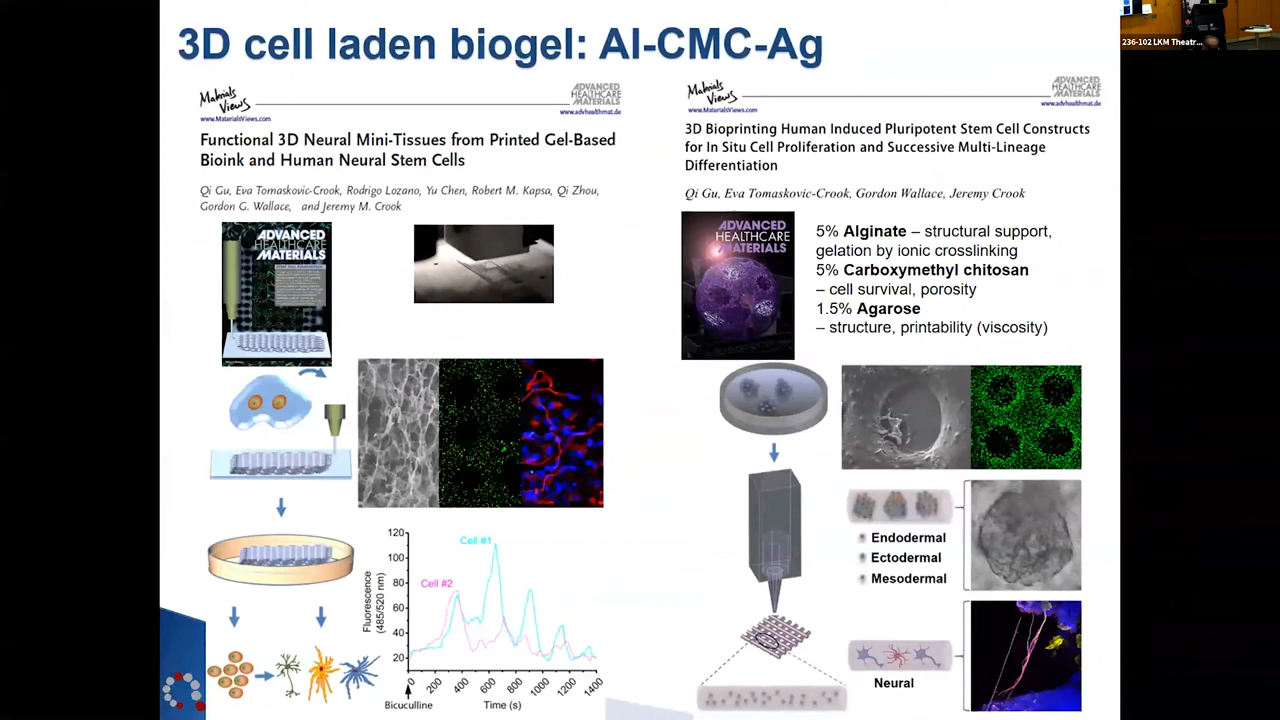 3D cell laden biogel: Al-CMC-Ag
236-102 LKM Theatr...
Materials
Views
www.MaterialsViews.com
ADVANCED
HEALTHCARE
MATERIALS
www.advhealthmat.de
Functional 3D Neural Mini-Tissues from Printed Gel-Based
Bioink and Human Neural Stem Cells
Qi Gu, Eva Tomaskovic-Crook, Rodrigo Lozano, Yu Chen, Robert M. Kapsa, Qi Zhou,
Gordon G. Wallace, and Jeremy M. Crook
ADVANCED
HEALTHCARE
MATERIALS
120
100
80
60
40
20
Fluorescence
(485/520 nm)
Cell #1
Cell #2
0
200
400
600
800
1000
1200
1400
Bicuculline
Time (s)
Materials
Views
www.MaterialsViews.com
ADVANCED
HEALTHCARE
MATERIALS
www.advhealthmat.de
3D Bioprinting Human Induced Pluripotent Stem Cell Constructs
for In Situ Cell Proliferation and Successive Multi-Lineage
Differentiation
Qi Gu, Eva Tomaskovic-Crook, Gordon Wallace, Jeremy Crook
ADVANCED
HEALTHCARE
MATERIALS
5% Alginate – structural support,
gelation by ionic crosslinking
5% Carboxymethyl chitosan
– cell survival, porosity
1.5% Agarose
– structure, printability (viscosity)
Endodermal
Ectodermal
Mesodermal
Neural